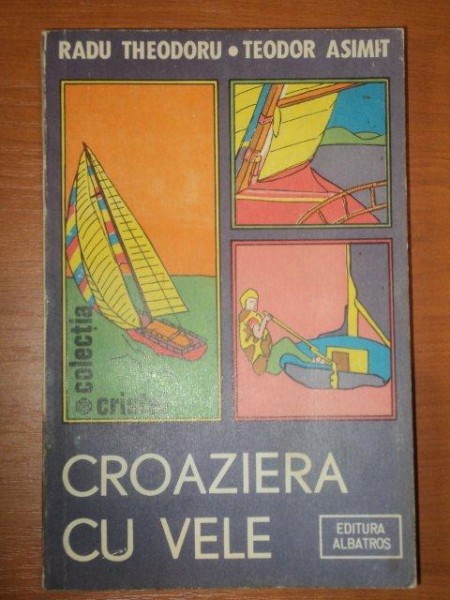 RADU THEODORU • TEODOR ASIMIT
colecția
cristal
CROAZIERA
CU VELE
EDITURA
ALBATROS